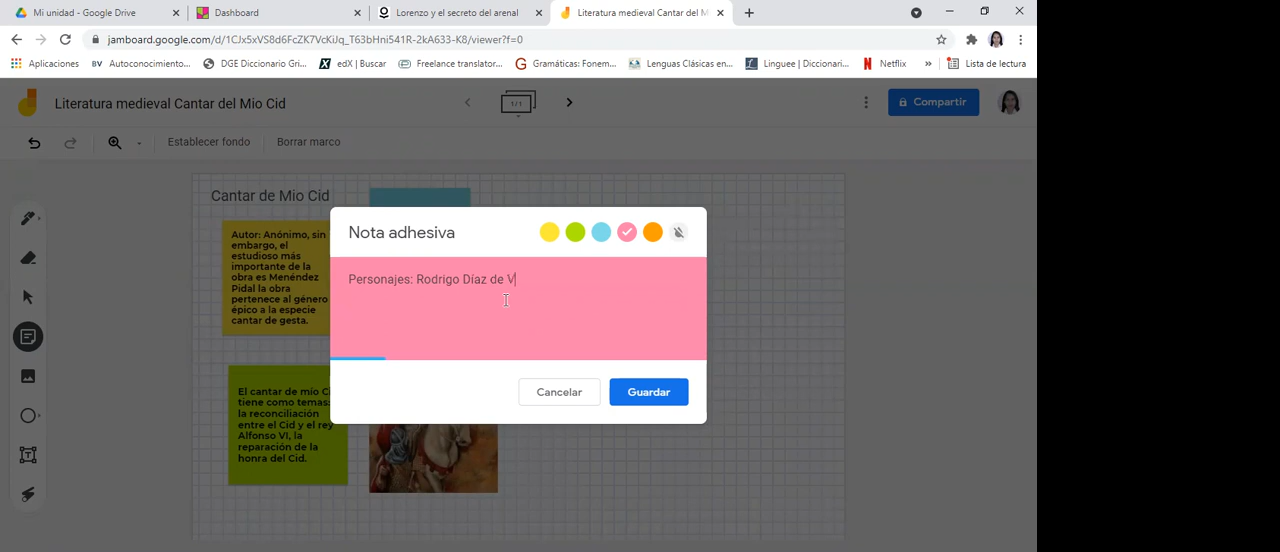 Mi unidad - Google Drive
Dashboard
Lorenzo y el secreto del arenal
Literatura medieval Cantar del M
jamboard.google.com/d/1CJx5xVS8d6FcZK7VcKiJq_T63bHni541R-2kA633-K8/viewer?f=0
Aplicaciones
BV Autoconocimiento...
DGE Diccionario Gri...
edX | Buscar
Freelance translator...
Gramáticas: Fonem...
Lenguas Clásicas en...
Linguee | Diccionari...
Netflix
»
Lista de lectura
Literatura medieval Cantar del Mio Cid
1/1
Compartir
Establecer fondo
Borrar marco
Cantar de Mio Cid
Autor: Anónimo, sin
embargo, el
estudioso más
importante de la
obra es Menéndez
Pidal la obra
pertenece al género
épico a la especie
cantar de gesta.
Nota adhesiva
Personajes: Rodrigo Díaz de V
Cancelar
Guardar
El cantar de mío Ci
tiene como temas:
la reconciliación
entre el Cid y el rey
Alfonso VI, la
reparación de la
honra del Cid.